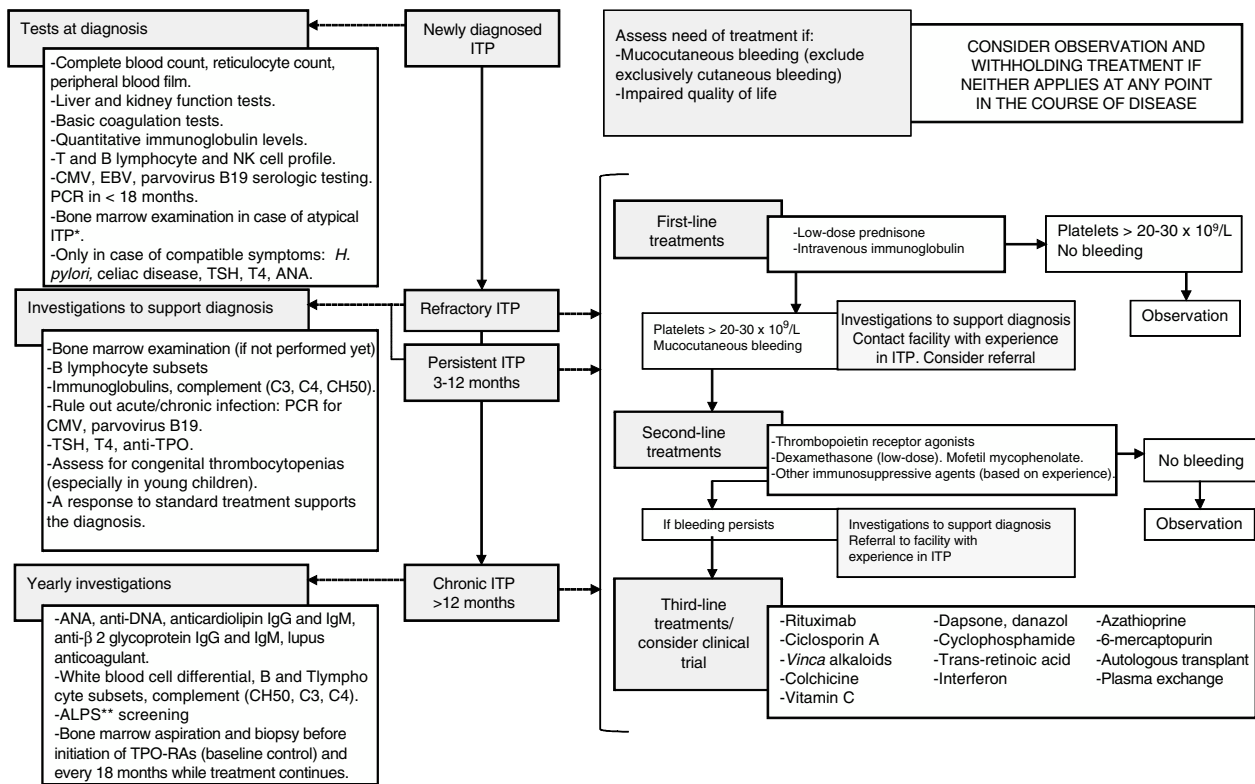 Tests at diagnosis
-Complete blood count, reticulocyte count,
peripheral blood film.
-Liver and kidney function tests.
-Basic coagulation tests.
-Quantitative immunoglobulin levels.
-T and B lymphocyte and NK cell profile.
-CMV, EBV, parvovirus B19 serologic testing.
PCR in < 18 months.
-Bone marrow examination in case of atypical
ITP*.
-Only in case of compatible symptoms: H.
pylori, celiac disease, TSH, T4, ANA.
Newly diagnosed
ITP
Investigations to support diagnosis
-Bone marrow examination (if not performed yet)
-B lymphocyte subsets
-Immunoglobulins, complement (C3, C4, CH50).
-Rule out acute/chronic infection: PCR for
CMV, parvovirus B19.
-TSH, T4, anti-TPO.
-Assess for congenital thrombocytopenias
(especially in young children).
-A response to standard treatment supports
the diagnosis.
Refractory ITP
Persistent ITP
3-12 months
Yearly investigations
-ANA, anti-DNA, anticardiolipin IgG and IgM,
anti-β 2 glycoprotein IgG and IgM, lupus
anticoagulant.
-White blood cell differential, B and Tlympho
cyte subsets, complement (CH50, C3, C4).
-ALPS** screening
-Bone marrow aspiration and biopsy before
initiation of TPO-RAs (baseline control) and
every 18 months while treatment continues.
Chronic ITP
>12 months
Assess need of treatment if:
-Mucocutaneous bleeding (exclude
exclusively cutaneous bleeding)
-Impaired quality of life
CONSIDER OBSERVATION AND
WITHHOLDING TREATMENT IF
NEITHER APPLIES AT ANY POINT
IN THE COURSE OF DISEASE
First-line
treatments
-Low-dose prednisone
-Intravenous immunoglobulin
Platelets > 20-30 x 10⁹/L
No bleeding
Observation
Platelets > 20-30 x 10⁹/L
Mucocutaneous bleeding
Investigations to support diagnosis
Contact facility with experience
in ITP. Consider referral
Second-line
treatments
-Thrombopoietin receptor agonists
-Dexamethasone (low-dose). Mofetil mycophenolate.
-Other immunosuppressive agents (based on experience).
No bleeding
Observation
If bleeding persists
Investigations to support diagnosis
Referral to facility with
experience in ITP
Third-line
treatments/
consider clinical
trial
-Rituximab
-Ciclosporin A
-Vinca alkaloids
-Colchicine
-Vitamin C
-Dapsone, danazol
-Cyclophosphamide
-Trans-retinoic acid
-Interferon
-Azathioprine
-6-mercaptopurin
-Autologous transplant
-Plasma exchange